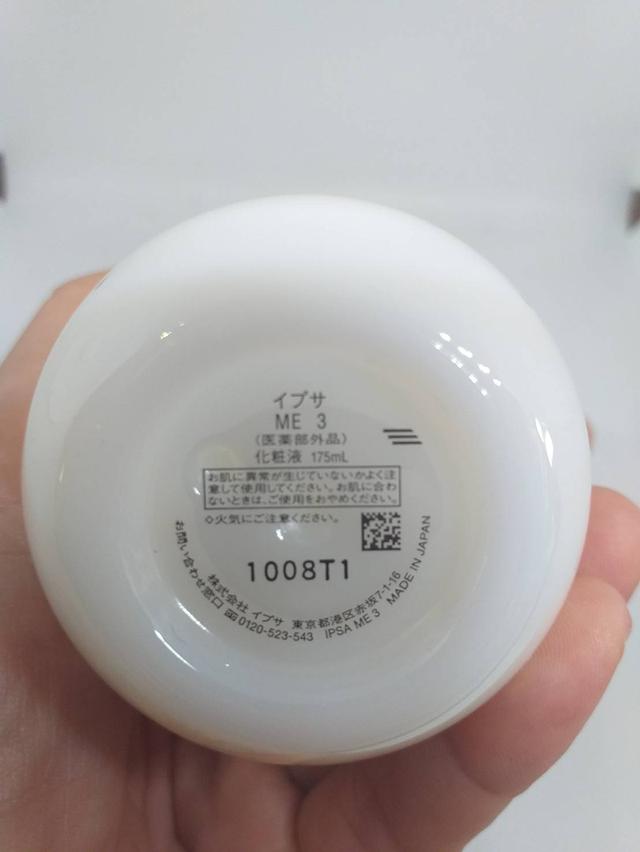 イプサ
ME 3
（医薬部外品）
化粧液 175mL
お肌に異常が生じていないかよく注
意して使用してください。お肌に合わ
ないときは、ご使用をおやめください。
◇火気にご注意ください。
1008T1
株式会社 イプサ 東京都港区赤坂7-1-16
お問い合わせ窓口 0120-523-543 IPSA ME 3 MADE IN JAPAN